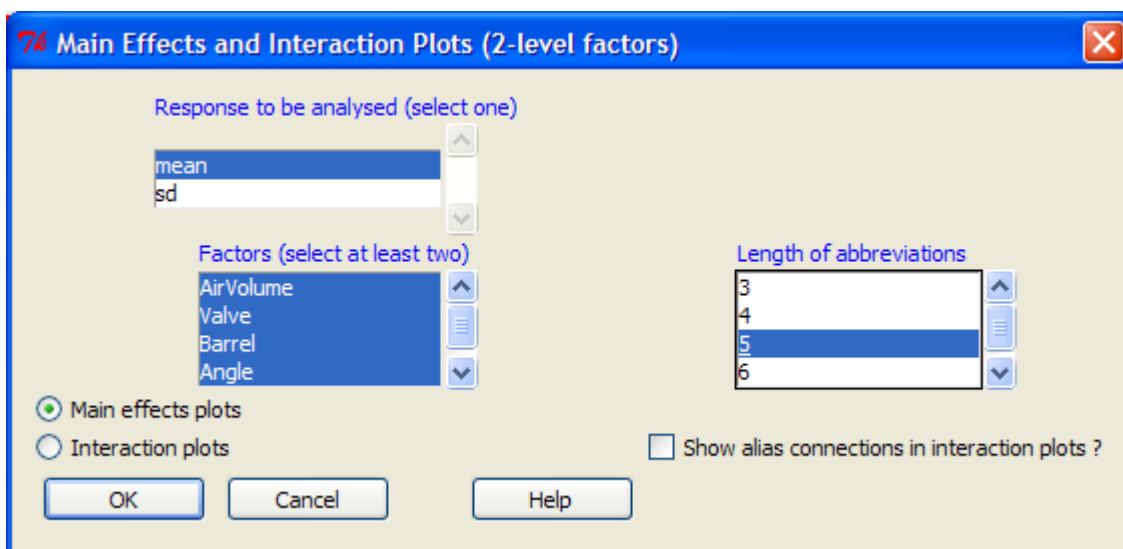 Main Effects and Interaction Plots (2-level factors)
Response to be analysed (select one)
mean
sd
Factors (select at least two)
AirVolume
Valve
Barrel
Angle
Length of abbreviations
3
4
5
6
Main effects plots
Interaction plots
Show alias connections in interaction plots ?
OK
Cancel
Help